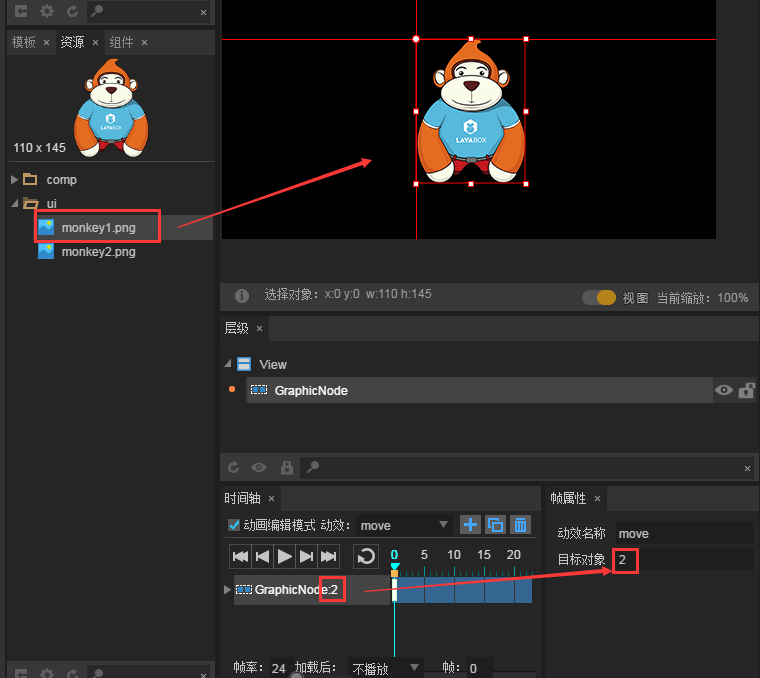 模板 × 资源 × 组件 ×
LAYABOX
110 x 145
comp
ui
monkey1.png
monkey2.png
LAYABOX
选择对象: x:0 y:0 w:110 h:145
视图 当前缩放: 100%
层级 ×
View
GraphicNode
时间轴 ×
动画编辑模式 动效: move
0 5 10 15 20
GraphicNode:2
帧率: 24 加载后: 不播放 帧: 0
帧属性 ×
动效名称 move
目标对象 2